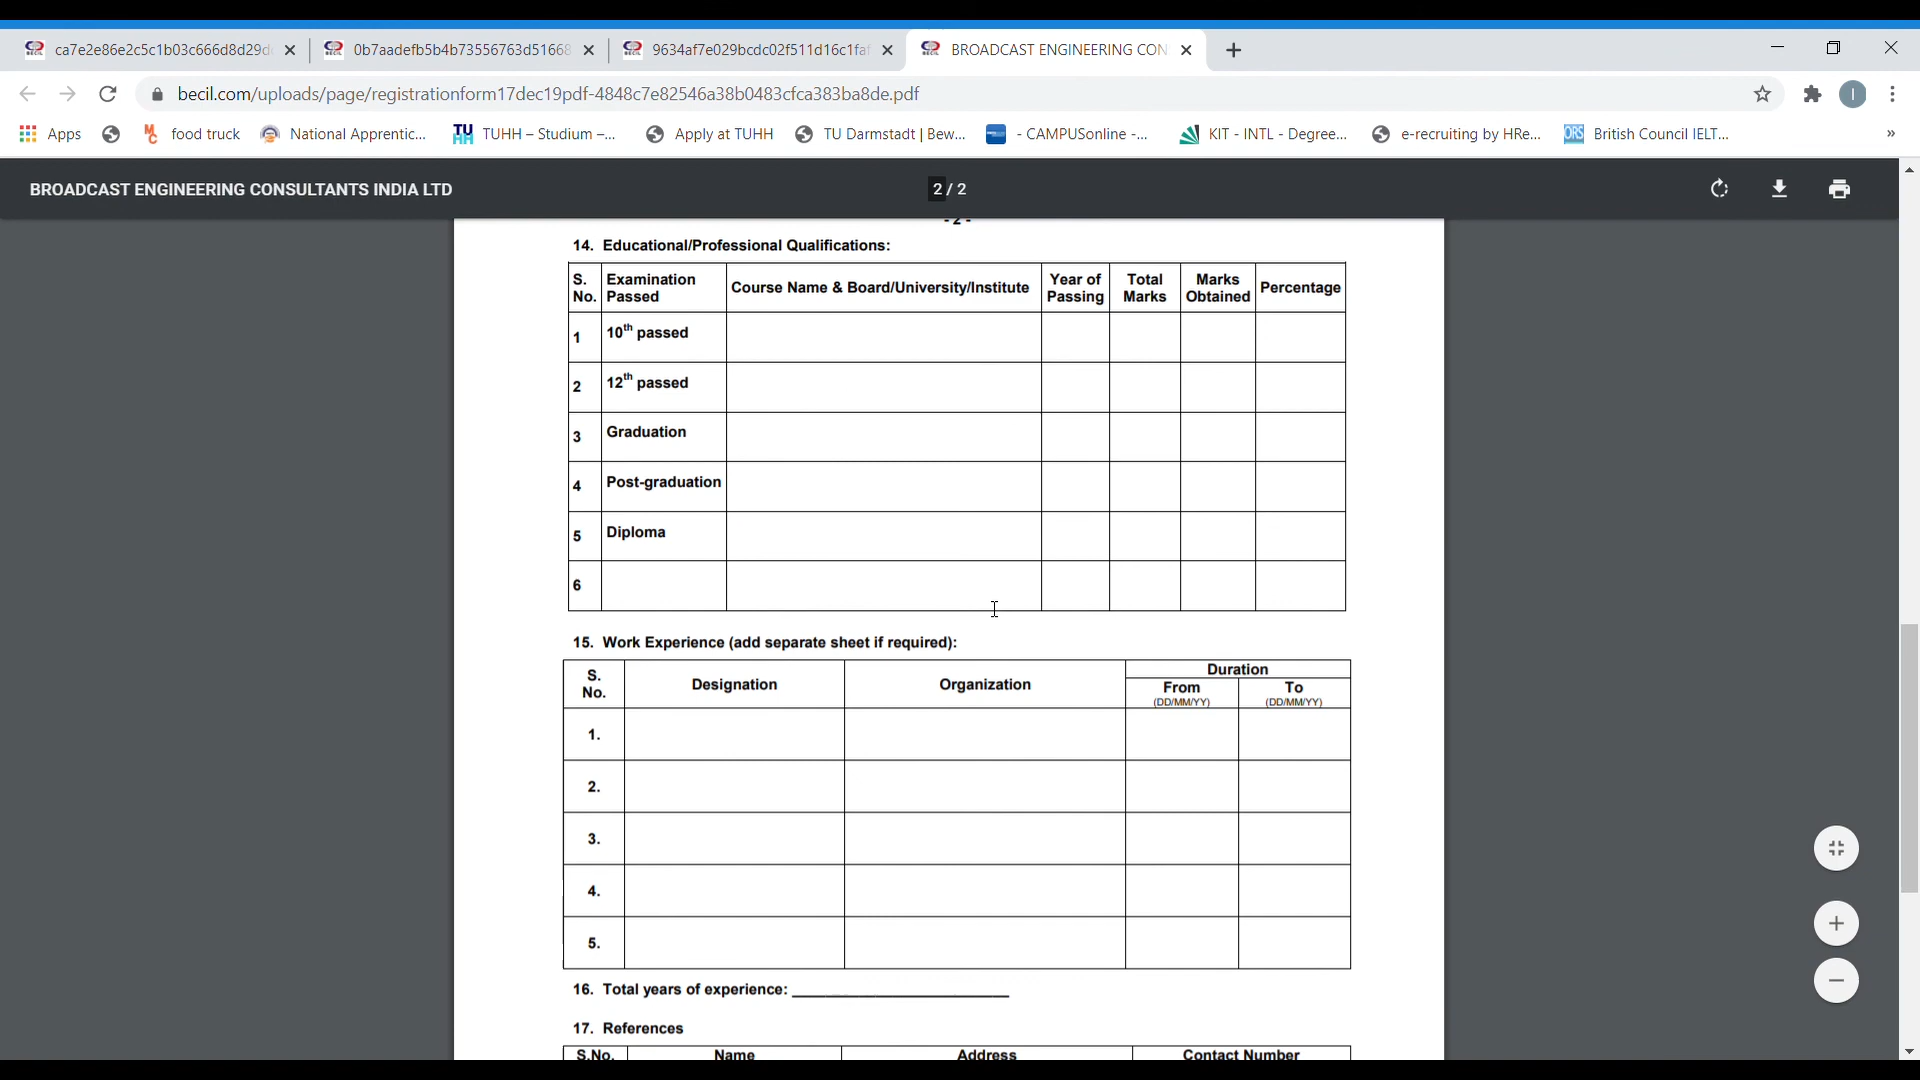 ca7e2e86e2c5c1b03c666d8d29d
0b7aadefb5b4b73556763d51668
9634af7e029bcdc02f511d16c1faf
BROADCAST ENGINEERING CON
becil.com/uploads/page/registrationform17dec19pdf-4848c7e82546a38b0483cfca383ba8de.pdf
I
Apps
food truck
National Apprentic...
TUHH – Studium –...
Apply at TUHH
TU Darmstadt | Bew...
- CAMPUSonline -...
KIT - INTL - Degree...
e-recruiting by HRe...
British Council IELT...
»
BROADCAST ENGINEERING CONSULTANTS INDIA LTD
2 / 2
- 2 -
14. Educational/Professional Qualifications:
S. No. Examination Passed Course Name & Board/University/Institute Year of Passing Total Marks Marks Obtained Percentage
1 10th passed
2 12th passed
3 Graduation
4 Post-graduation
5 Diploma
6
15. Work Experience (add separate sheet if required):
S. No. Designation Organization Duration
From (DD/MM/YY) To (DD/MM/YY)
1.
2.
3.
4.
5.
16. Total years of experience: ____________________
17. References
S.No. Name Address Contact Number